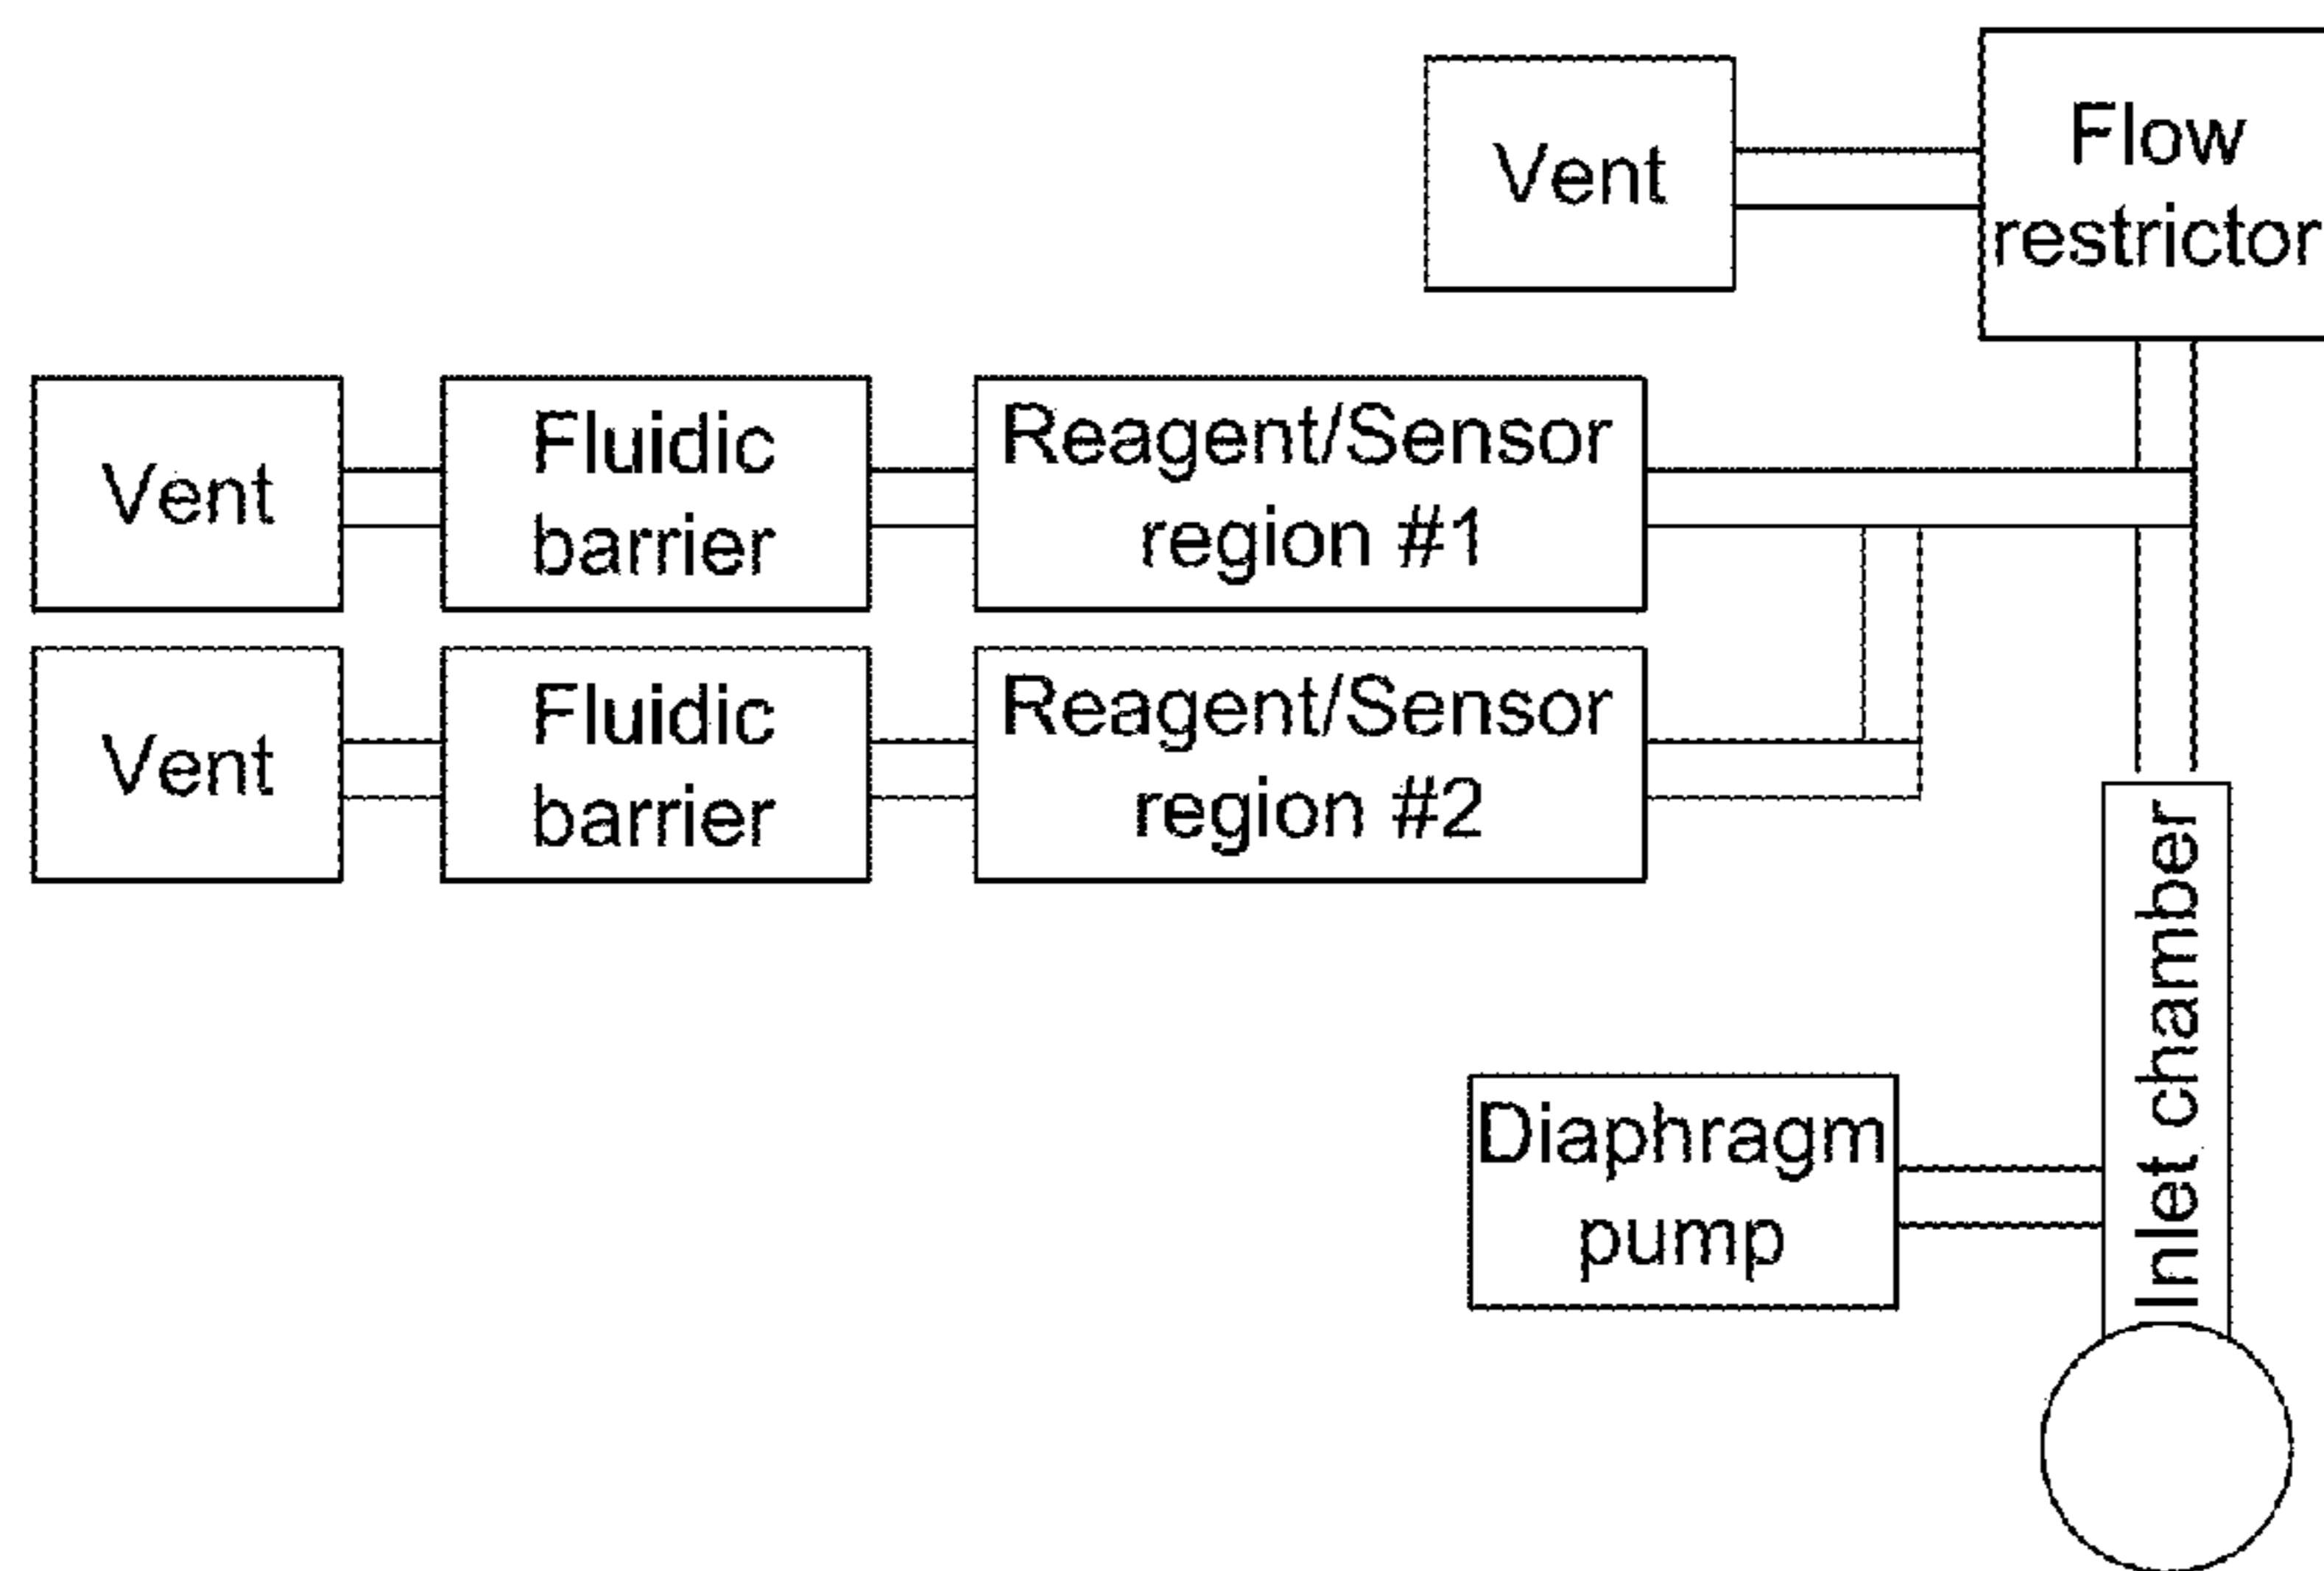 Vent
Flow
restrictor
Vent
Fluidic
barrier
Reagent/Sensor
region #1
Vent
Fluidic
barrier
Reagent/Sensor
region #2
Inlet chamber
Diaphragm
pump